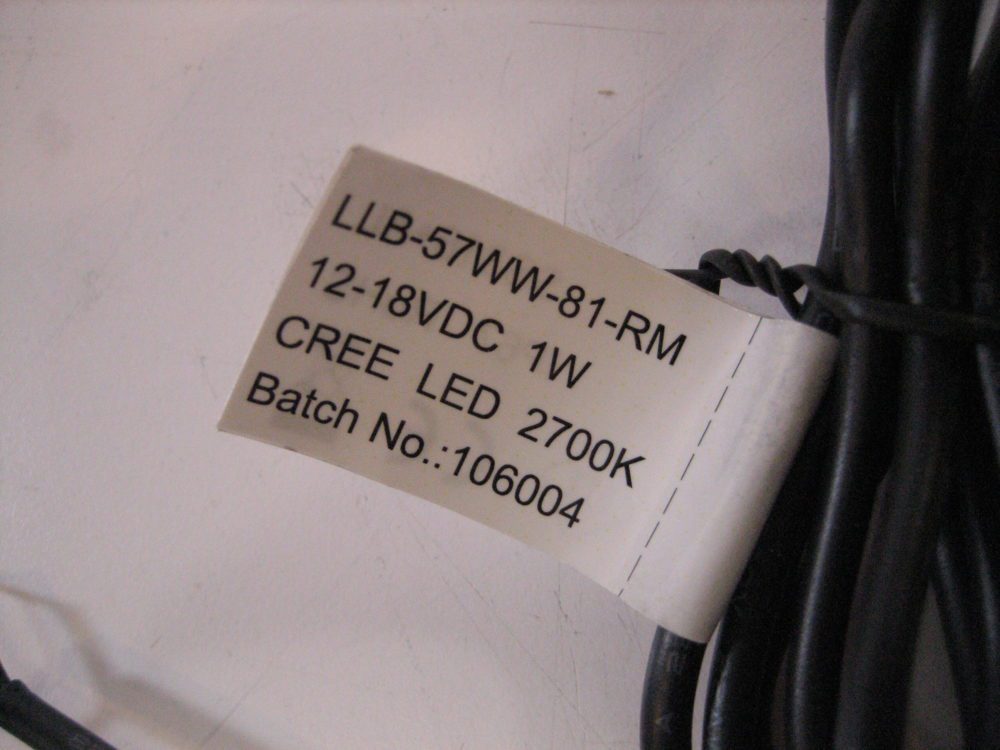 LLB-57WW-81-RM
12-18VDC 1W
CREE LED 2700K
Batch No.:106004